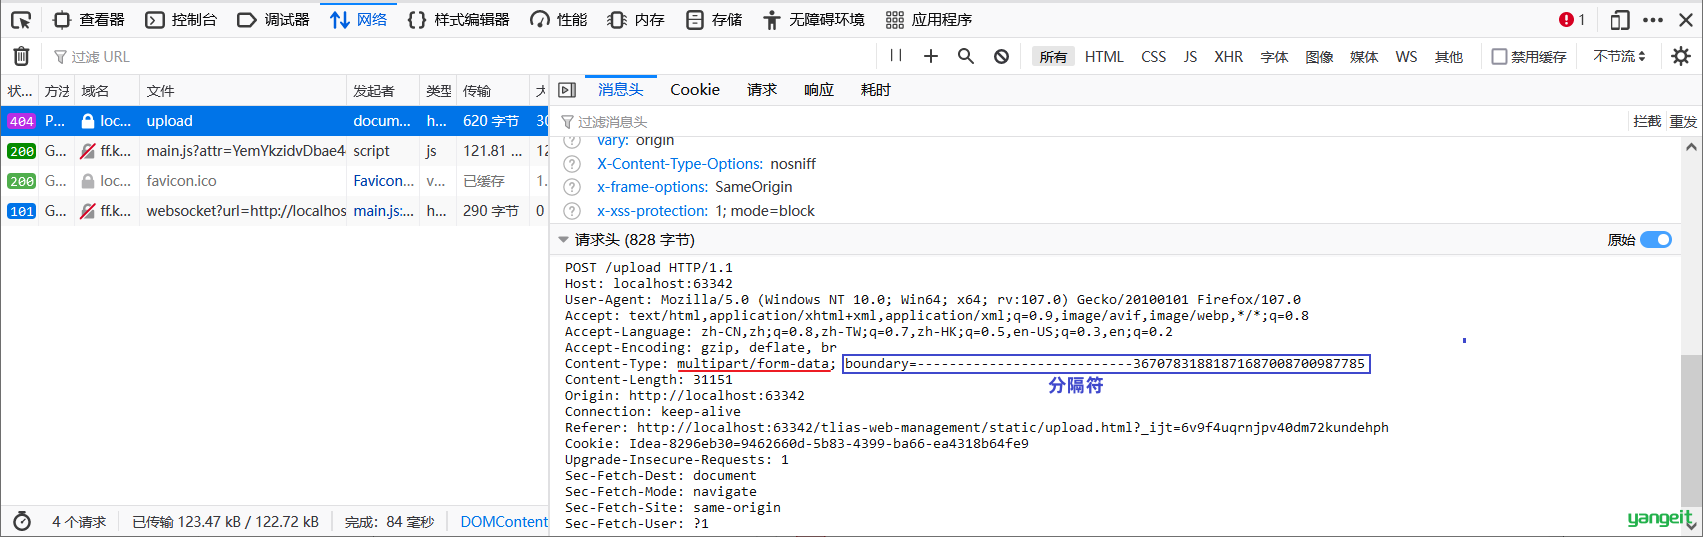 查看器 控制台 调试器 网络 样式编辑器 性能 内存 存储 无障碍环境 应用程序 1
过滤 URL 所有 HTML CSS JS XHR 字体 图像 媒体 WS 其他 禁用缓存 不节流
状... 方法 域名 文件 发起者 类型 传输 大 消息头 Cookie 请求 响应 耗时
404 P... loc... upload docum... h... 620 字节 30
200 G... ff.k... main.js?attr=YemYkzidvDbae4 script js 121.81 ... 12
200 G... loc... favicon.ico Favicon... v... 已缓存 1.
101 G... ff.k... websocket?url=http://localhos main.js:... h... 290 字节 0
过滤消息头 拦截 重发
vary: origin
X-Content-Type-Options: nosniff
x-frame-options: SameOrigin
x-xss-protection: 1; mode=block
请求头 (828 字节) 原始
POST /upload HTTP/1.1
Host: localhost:63342
User-Agent: Mozilla/5.0 (Windows NT 10.0; Win64; x64; rv:107.0) Gecko/20100101 Firefox/107.0
Accept: text/html,application/xhtml+xml,application/xml;q=0.9,image/avif,image/webp,*/*;q=0.8
Accept-Language: zh-CN,zh;q=0.8,zh-TW;q=0.7,zh-HK;q=0.5,en-US;q=0.3,en;q=0.2
Accept-Encoding: gzip, deflate, br
Content-Type: multipart/form-data; boundary=---------------------------367078318818716870087009877​85
分隔符
Content-Length: 31151
Origin: http://localhost:63342
Connection: keep-alive
Referer: http://localhost:63342/tlias-web-management/static/upload.html?_ijt=6v9f4uqrnjpv40dm72kundehph
Cookie: Idea-8296eb30=9462660d-5b83-4399-ba66-ea4318b64fe9
Upgrade-Insecure-Requests: 1
Sec-Fetch-Dest: document
Sec-Fetch-Mode: navigate
Sec-Fetch-Site: same-origin
Sec-Fetch-User: ?1
4 个请求 已传输 123.47 kB / 122.72 kB 完成：84 毫秒 DOMContent
yangeit